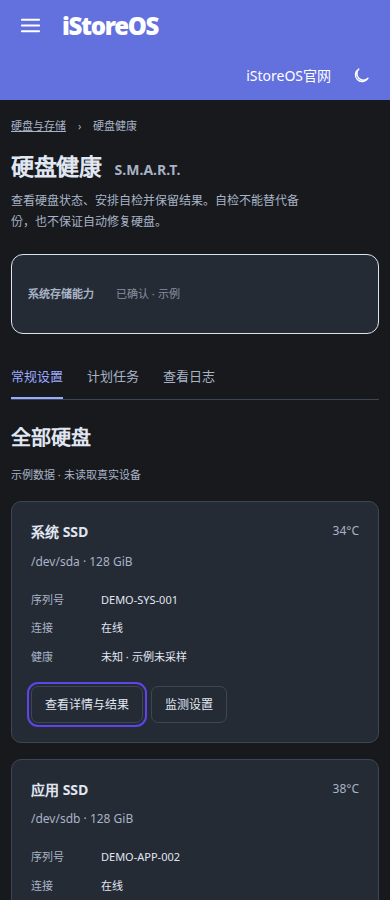 iStoreOS
iStoreOS官网
硬盘与存储 › 硬盘健康
硬盘健康 S.M.A.R.T.
查看硬盘状态、安排自检并保留结果。自检不能替代备
份，也不保证自动修复硬盘。
系统存储能力 已确认 · 示例
常规设置 计划任务 查看日志
全部硬盘
示例数据 · 未读取真实设备
系统 SSD 34°C
/dev/sda · 128 GiB
序列号 DEMO-SYS-001
连接 在线
健康 未知 · 示例未采样
查看详情与结果 监测设置
应用 SSD 38°C
/dev/sdb · 128 GiB
序列号 DEMO-APP-002
连接 在线